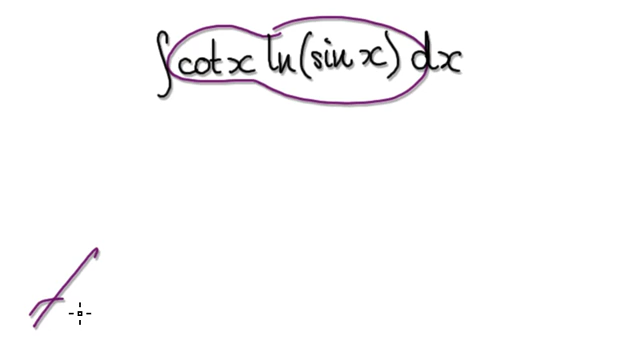 ∫ cot x ln(sin x) dx